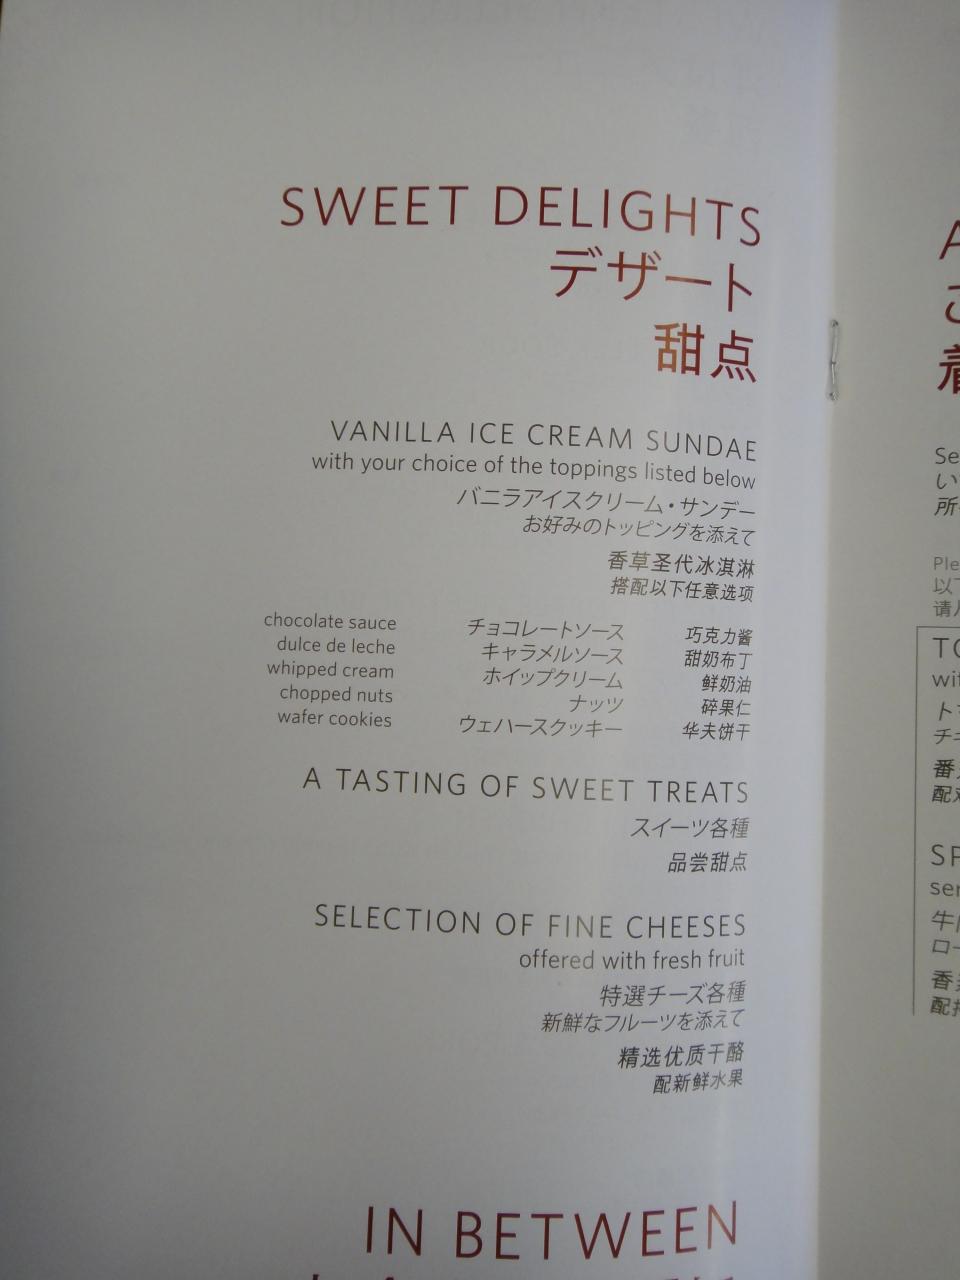 SWEET DELIGHTS
デザート
甜点
VANILLA ICE CREAM SUNDAE
with your choice of the toppings listed below
バニラアイスクリーム・サンデー
お好みのトッピングを添えて
香草圣代冰淇淋
搭配以下任意选项
chocolate sauce チョコレートソース 巧克力酱
dulce de leche キャラメルソース 甜奶布丁
whipped cream ホイップクリーム 鲜奶油
chopped nuts ナッツ 碎果仁
wafer cookies ウェハースクッキー 华夫饼干
A TASTING OF SWEET TREATS
スイーツ各種
品尝甜点
SELECTION OF FINE CHEESES
offered with fresh fruit
特選チーズ各種
新鮮なフルーツを添えて
精选优质干酪
配新鲜水果
IN BETWEEN